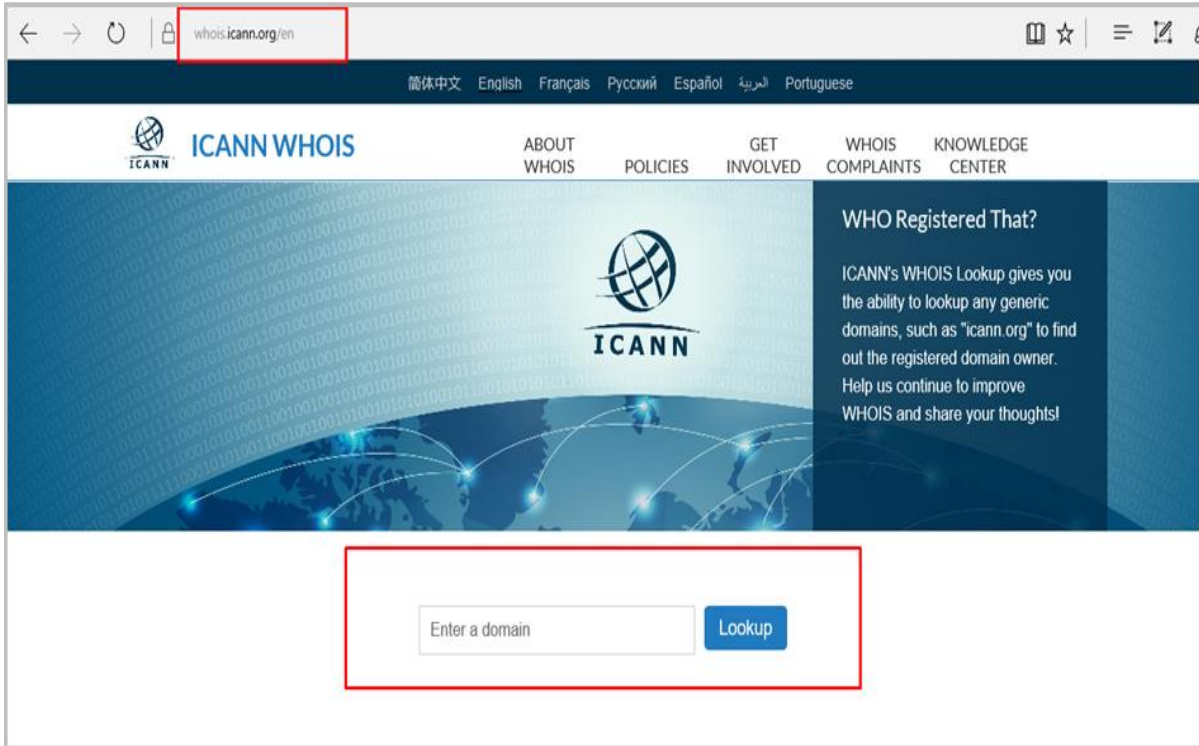 whois.icann.org/en
简体中文 English Français Русский Español العربية Portuguese
ICANN
ICANN WHOIS
ABOUT
WHOIS
POLICIES
GET
INVOLVED
WHOIS
COMPLAINTS
KNOWLEDGE
CENTER
ICANN
WHO Registered That?
ICANN's WHOIS Lookup gives you
the ability to lookup any generic
domains, such as "icann.org" to find
out the registered domain owner.
Help us continue to improve
WHOIS and share your thoughts!
Enter a domain
Lookup